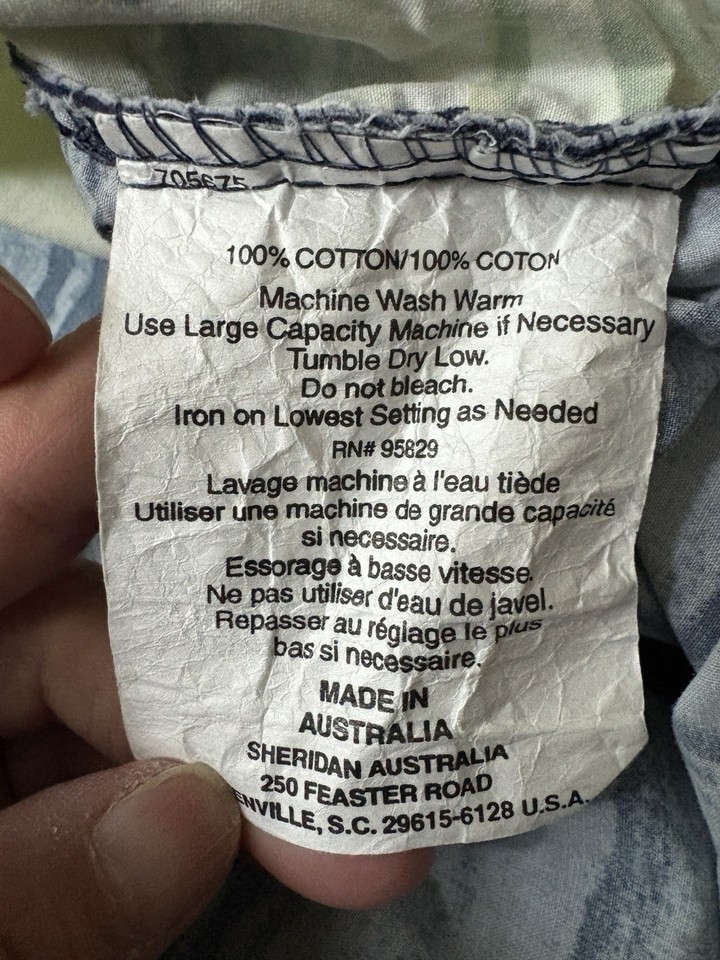 705675
100% COTTON/100% COTON
Machine Wash Warm
Use Large Capacity Machine if Necessary
Tumble Dry Low.
Do not bleach.
Iron on Lowest Setting as Needed
RN# 95829
Lavage machine à l'eau tiède
Utiliser une machine de grande capacité
si necessaire.
Essorage à basse vitesse.
Ne pas utiliser d'eau de javel.
Repasser au réglage le plus
bas si necessaire.
MADE IN
AUSTRALIA
SHERIDAN AUSTRALIA
250 FEASTER ROAD
ENVILLE, S.C. 29615-6128 U.S.A.